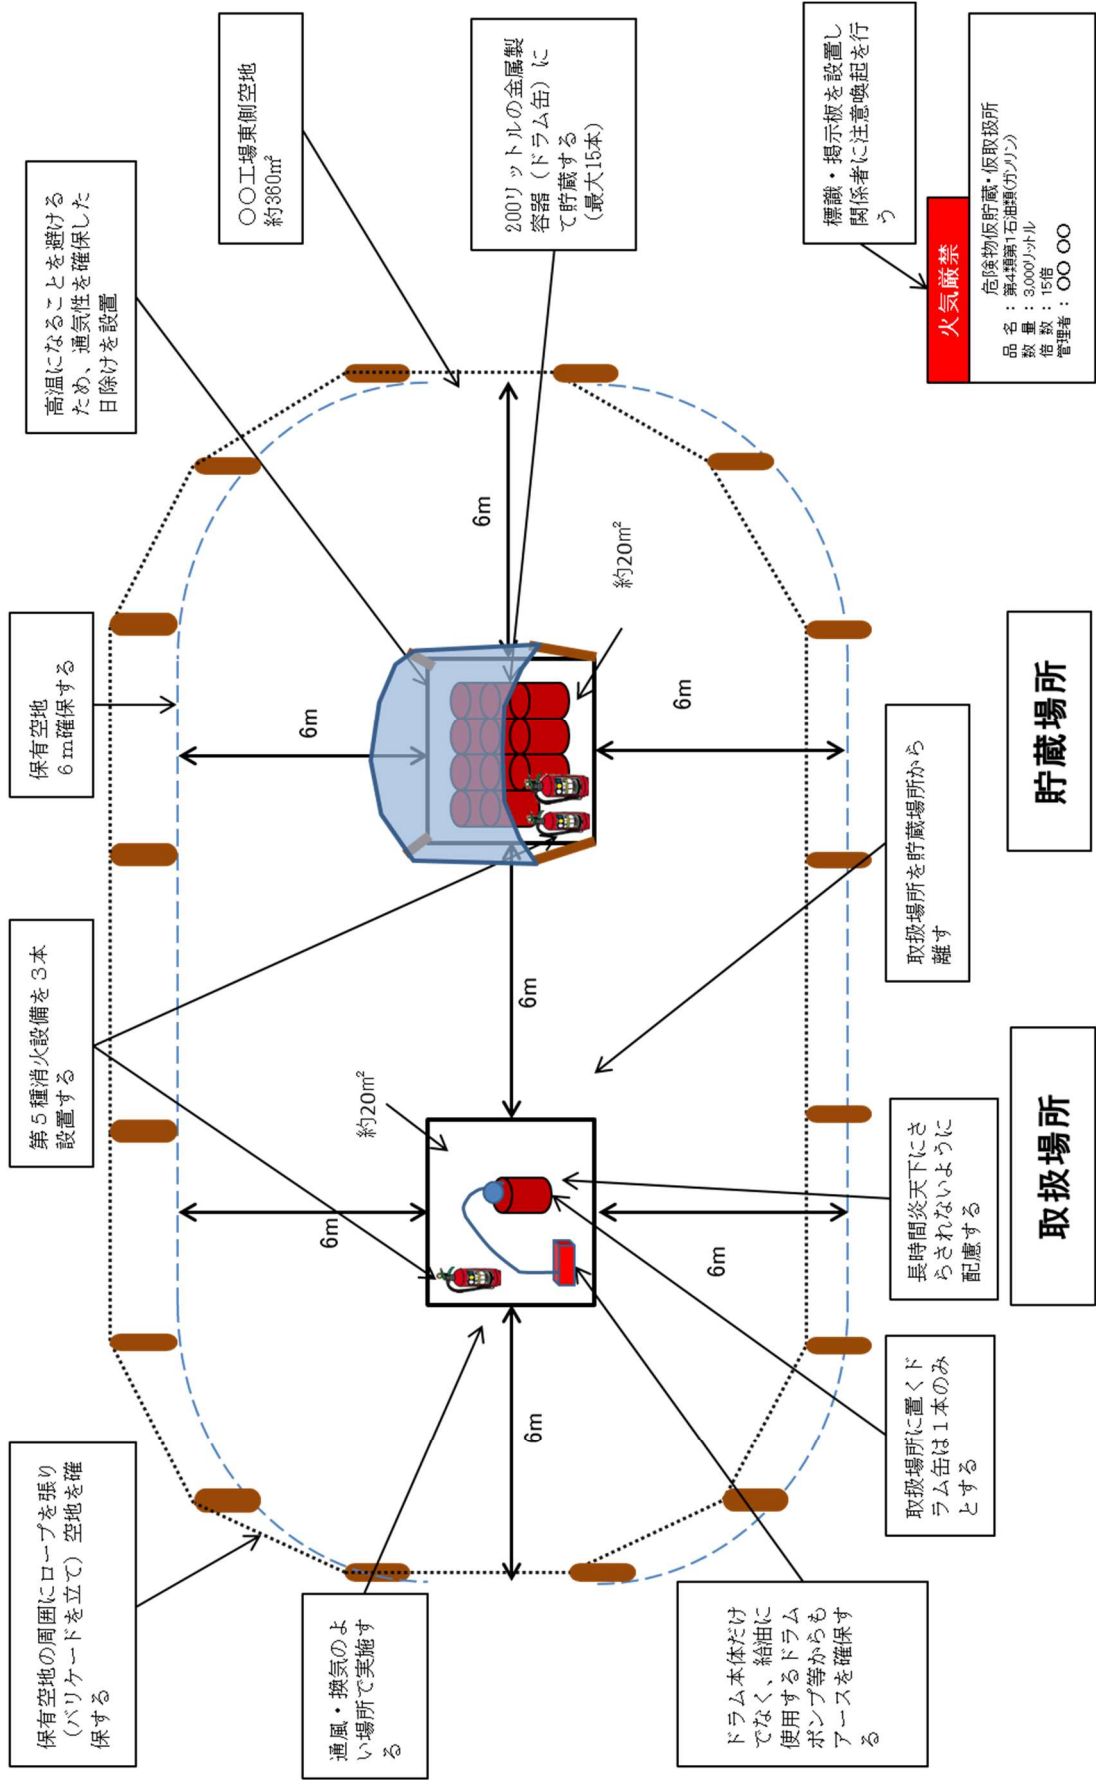 保有空地の周囲にロープを張り
(バリケードを立て)空地を確
保する
第5種消火設備を3本
設置する
保有空地
6m確保する
高温になることを避ける
ため、通気性を確保した
日除けを設置
〇〇工場東側空地
約360㎡
200リットルの金属製
容器(ドラム缶)に
て貯蔵する
(最大15本)
標識・掲示板を設置し
関係者に注意喚起を行
う
火気厳禁
危険物仮貯蔵・仮取扱所
品 名 : 第4類第1石油類(ガソリン)
数 量 : 3,000リットル
倍 数 : 15倍
管理者 : 〇〇 〇〇
6m
6m
6m
6m
6m
6m
6m
約20㎡
約20㎡
通風・換気のよ
い場所で実施す
る
ドラム本体だけ
でなく、給油に
使用するドラム
ポンプ等からも
アースを確保す
る
取扱場所に置くド
ラム缶は1本のみ
とする
長時間炎天下にさ
らされないように
配慮する
取扱場所を貯蔵場所から
離す
取扱場所
貯蔵場所